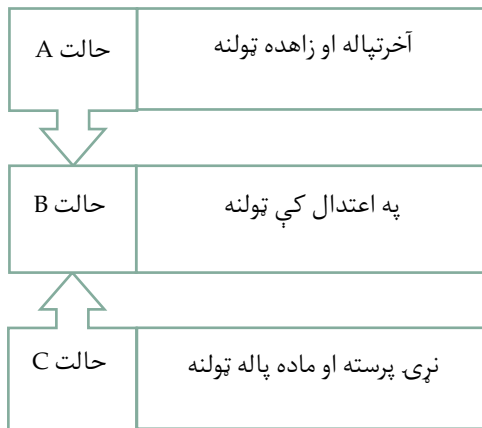 حالت A
آخرتپاله او زاهده ټولنه
حالت B
په اعتدال کې ټولنه
حالت C
نړۍ پرسته او ماده پاله ټولنه